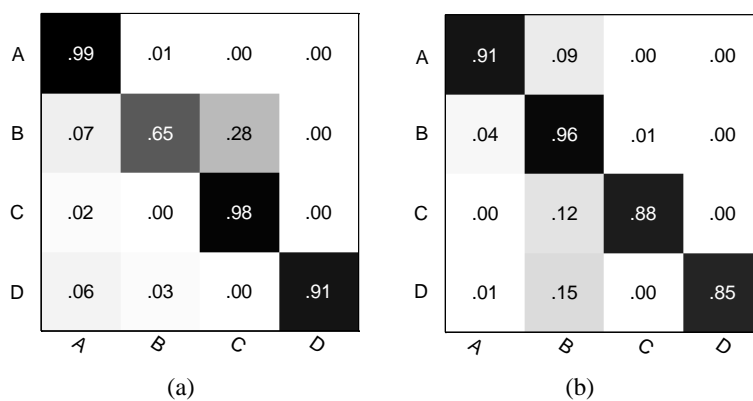 A .99 .01 .00 .00
B .07 .65 .28 .00
C .02 .00 .98 .00
D .06 .03 .00 .91
A B C D
(a)
A .91 .09 .00 .00
B .04 .96 .01 .00
C .00 .12 .88 .00
D .01 .15 .00 .85
A B C D
(b)